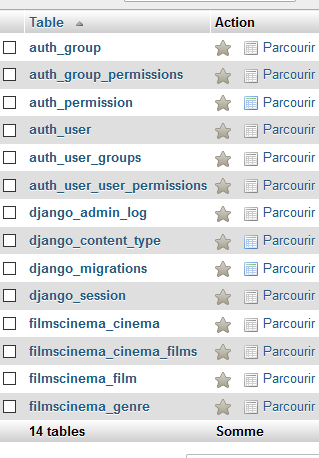 Table Action
auth_group Parcourir
auth_group_permissions Parcourir
auth_permission Parcourir
auth_user Parcourir
auth_user_groups Parcourir
auth_user_user_permissions Parcourir
django_admin_log Parcourir
django_content_type Parcourir
django_migrations Parcourir
django_session Parcourir
filmscinema_cinema Parcourir
filmscinema_cinema_films Parcourir
filmscinema_film Parcourir
filmscinema_genre Parcourir
14 tables Somme